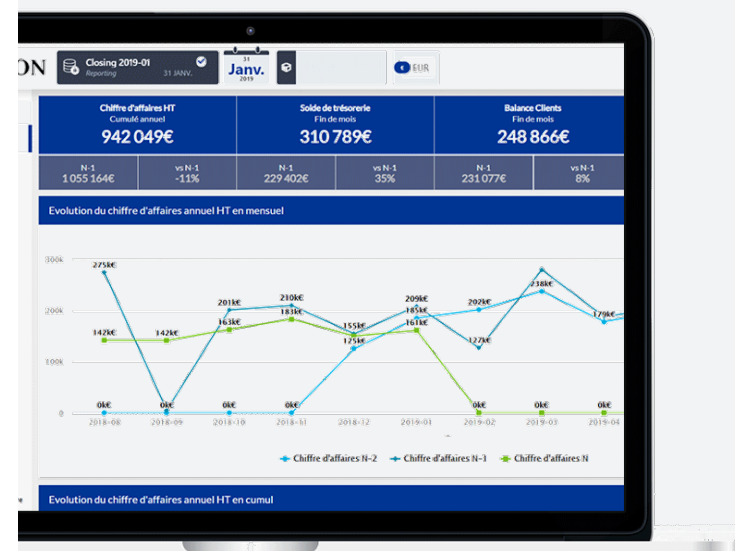 ON
Closing 2019-01
Reporting
31 JANV.
31
Janv.
2019
€ EUR
Chiffre d'affaires HT
Cumulé annuel
942 049€
Solde de trésorerie
Fin de mois
310 789€
Balance Clients
Fin de mois
248 866€
N-1
1 055 164€
vs N-1
-11%
N-1
229 402€
vs N-1
35%
N-1
231 077€
vs N-1
8%
Evolution du chiffre d'affaires annuel HT en mensuel
300k
200k
100k
0
275k€
142k€
142k€
201k€
163k€
210k€
183k€
155k€
125k€
209k€
185k€
161k€
202k€
127k€
238k€
179k€
0k€
0k€
0k€
0k€
0k€
0k€
0k€
2018-08
2018-09
2018-10
2018-11
2018-12
2019-01
2019-02
2019-03
2019-04
Chiffre d'affaires N-2
Chiffre d'affaires N-1
Chiffre d'affaires N
Evolution du chiffre d'affaires annuel HT en cumul